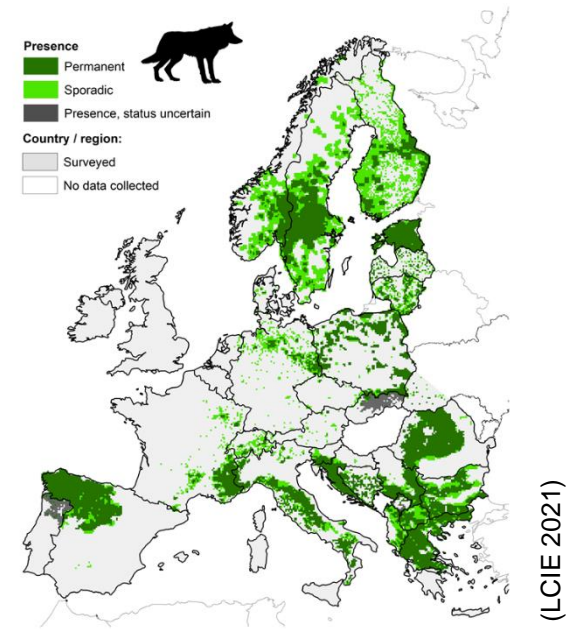 Presence
Permanent
Sporadic
Presence, status uncertain
Country / region:
Surveyed
No data collected
(LCIE 2021)